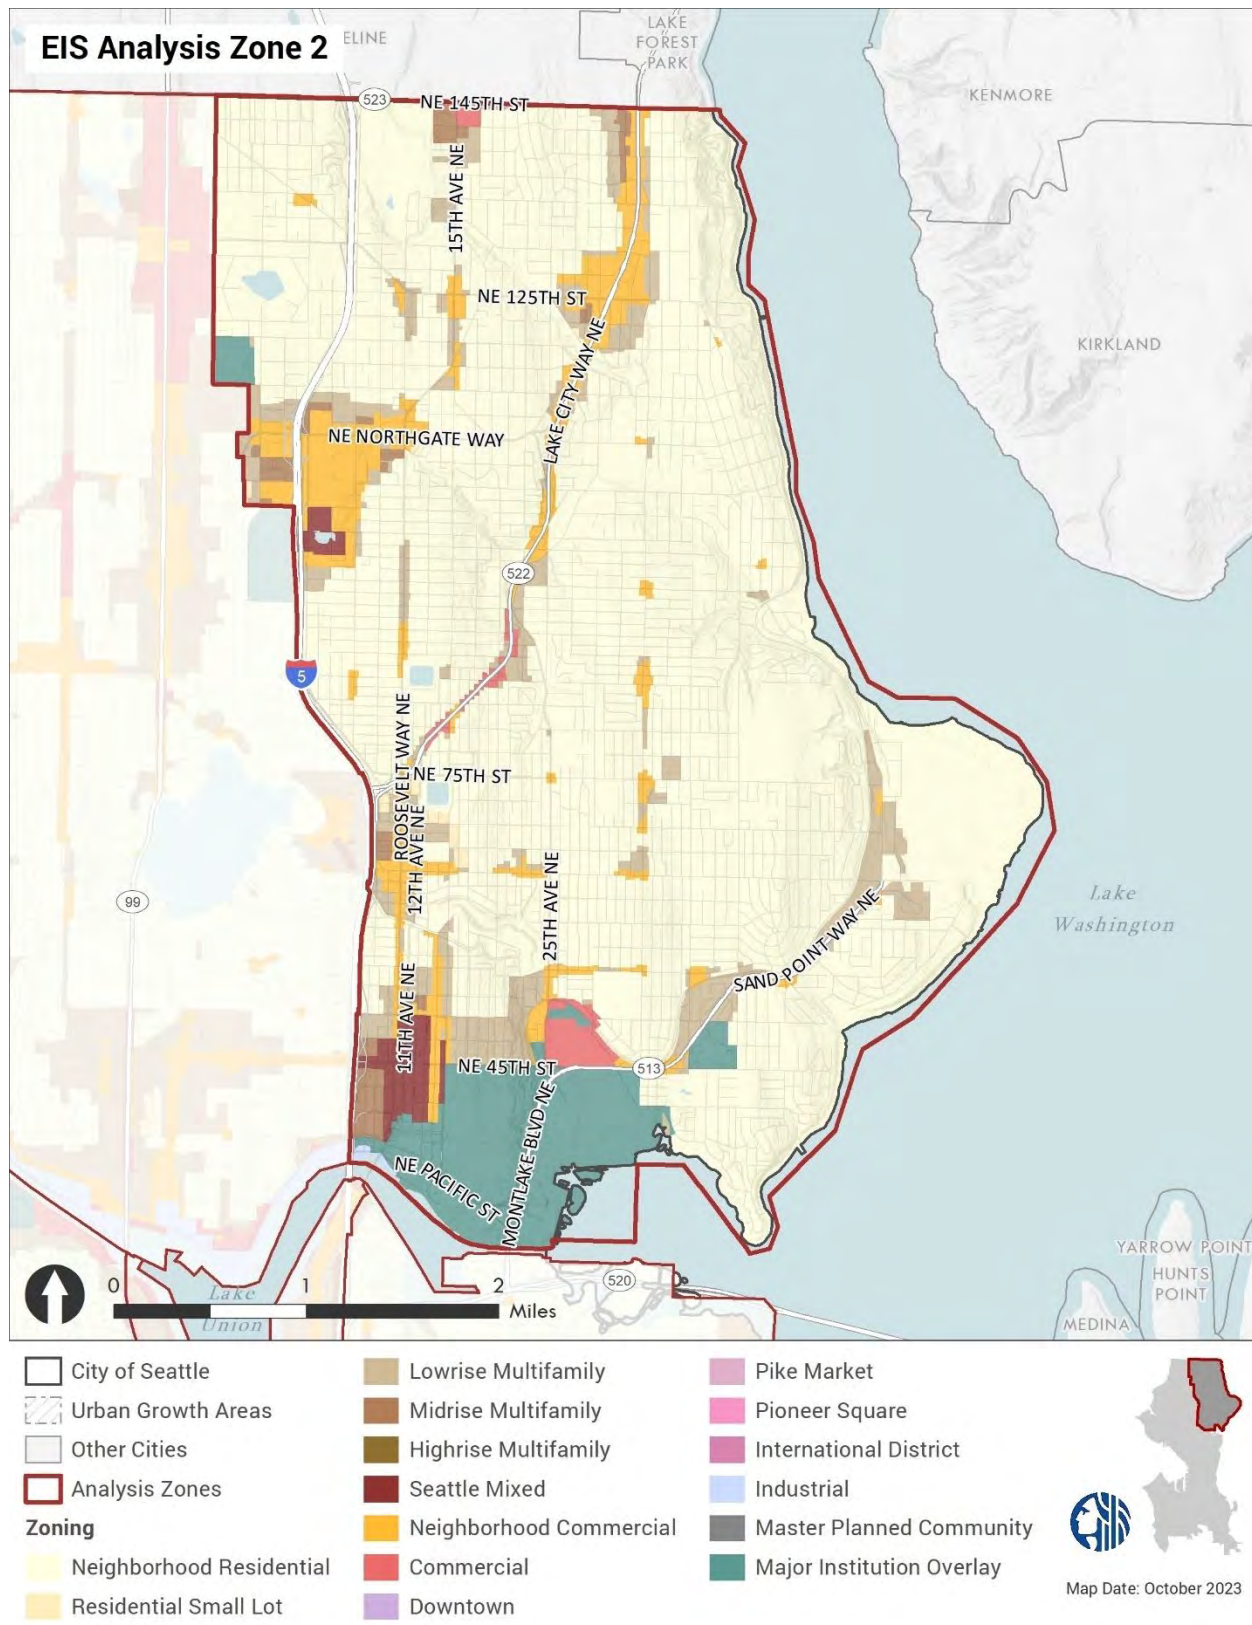 EIS Analysis Zone 2
LAKE
FOREST
PARK
KENMORE
523
NE 145TH ST
15TH AVE NE
NE 125TH ST
KIRKLAND
LAKE CITY WAY NE
NE NORTHGATE WAY
522
5
ROOSEVELT WAY NE
NE 75TH ST
12TH AVE NE
25TH AVE NE
99
Lake
Washington
SAND POINT WAY NE
11TH AVE NE
NE 45TH ST
513
MONTLAKE BLVD NE
NE PACIFIC ST
YARROW POINT
HUNTS
POINT
MEDINA
520
0 1 2
Miles
Lake
Union
City of Seattle
Urban Growth Areas
Other Cities
Analysis Zones
Zoning
Neighborhood Residential
Residential Small Lot
Lowrise Multifamily
Midrise Multifamily
Highrise Multifamily
Seattle Mixed
Neighborhood Commercial
Commercial
Downtown
Pike Market
Pioneer Square
International District
Industrial
Master Planned Community
Major Institution Overlay
Map Date: October 2023